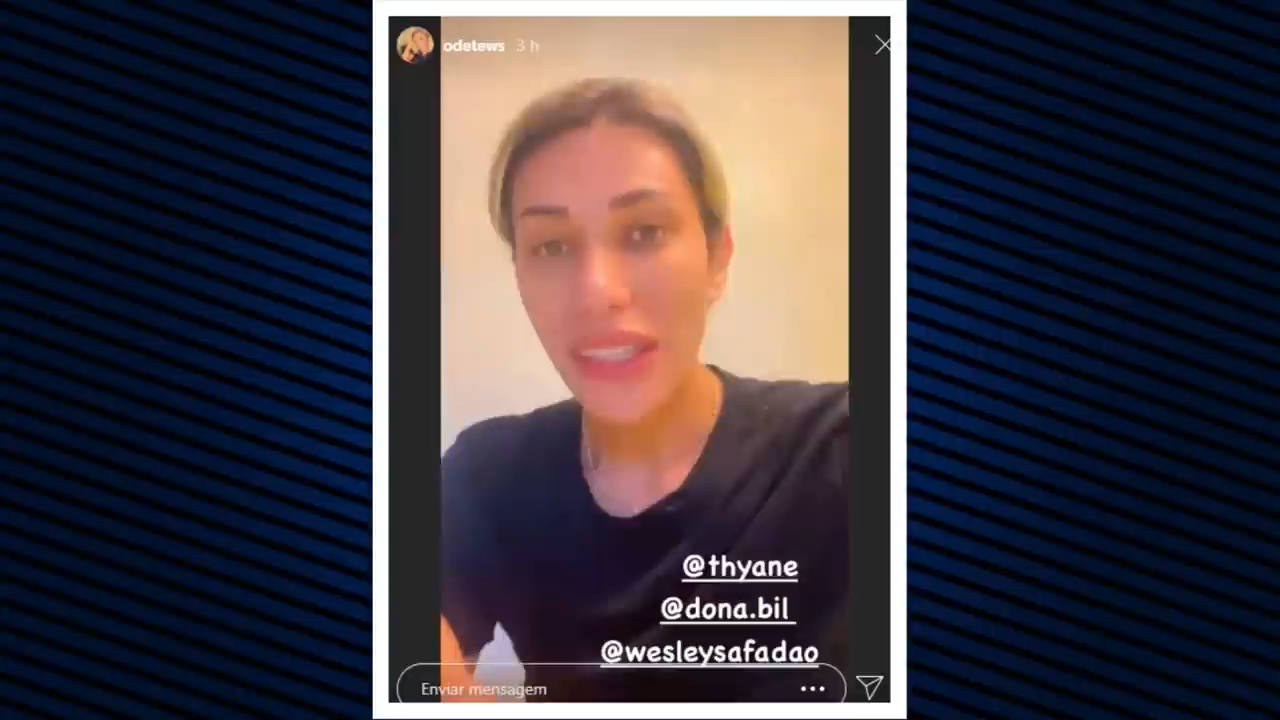 odetews 3 h
@thyane
@dona.bil
@wesleysafadao
Enviar mensagem